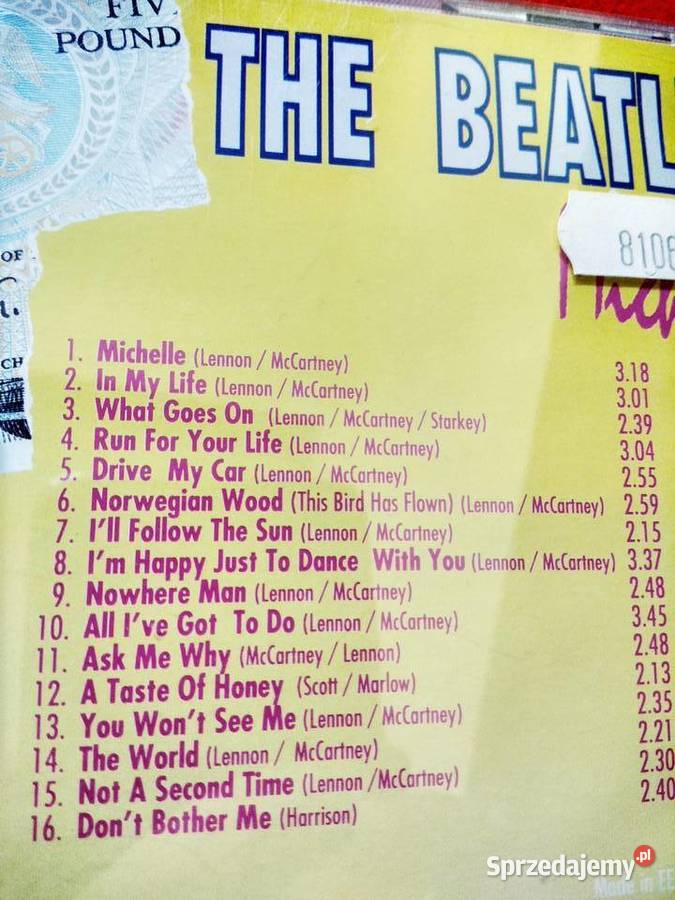 FIV
POUND
THE BEATL
8106
OF
CH
1. Michelle (Lennon / McCartney) 3.18
2. In My Life (Lennon / McCartney) 3.01
3. What Goes On (Lennon / McCartney / Starkey) 2.39
4. Run For Your Life (Lennon / McCartney) 3.04
5. Drive My Car (Lennon / McCartney) 2.55
6. Norwegian Wood (This Bird Has Flown) (Lennon / McCartney) 2.59
7. I'll Follow The Sun (Lennon / McCartney) 2.15
8. I'm Happy Just To Dance With You (Lennon / McCartney) 3.37
9. Nowhere Man (Lennon / McCartney) 2.48
10. All I've Got To Do (Lennon / McCartney) 3.45
11. Ask Me Why (McCartney / Lennon) 2.48
12. A Taste Of Honey (Scott / Marlow) 2.13
13. You Won't See Me (Lennon / McCartney) 2.35
14. The World (Lennon / McCartney) 2.21
15. Not A Second Time (Lennon /McCartney) 2.30
16. Don't Bother Me (Harrison) 2.40
Sprzedajemy.pl
Made in EE